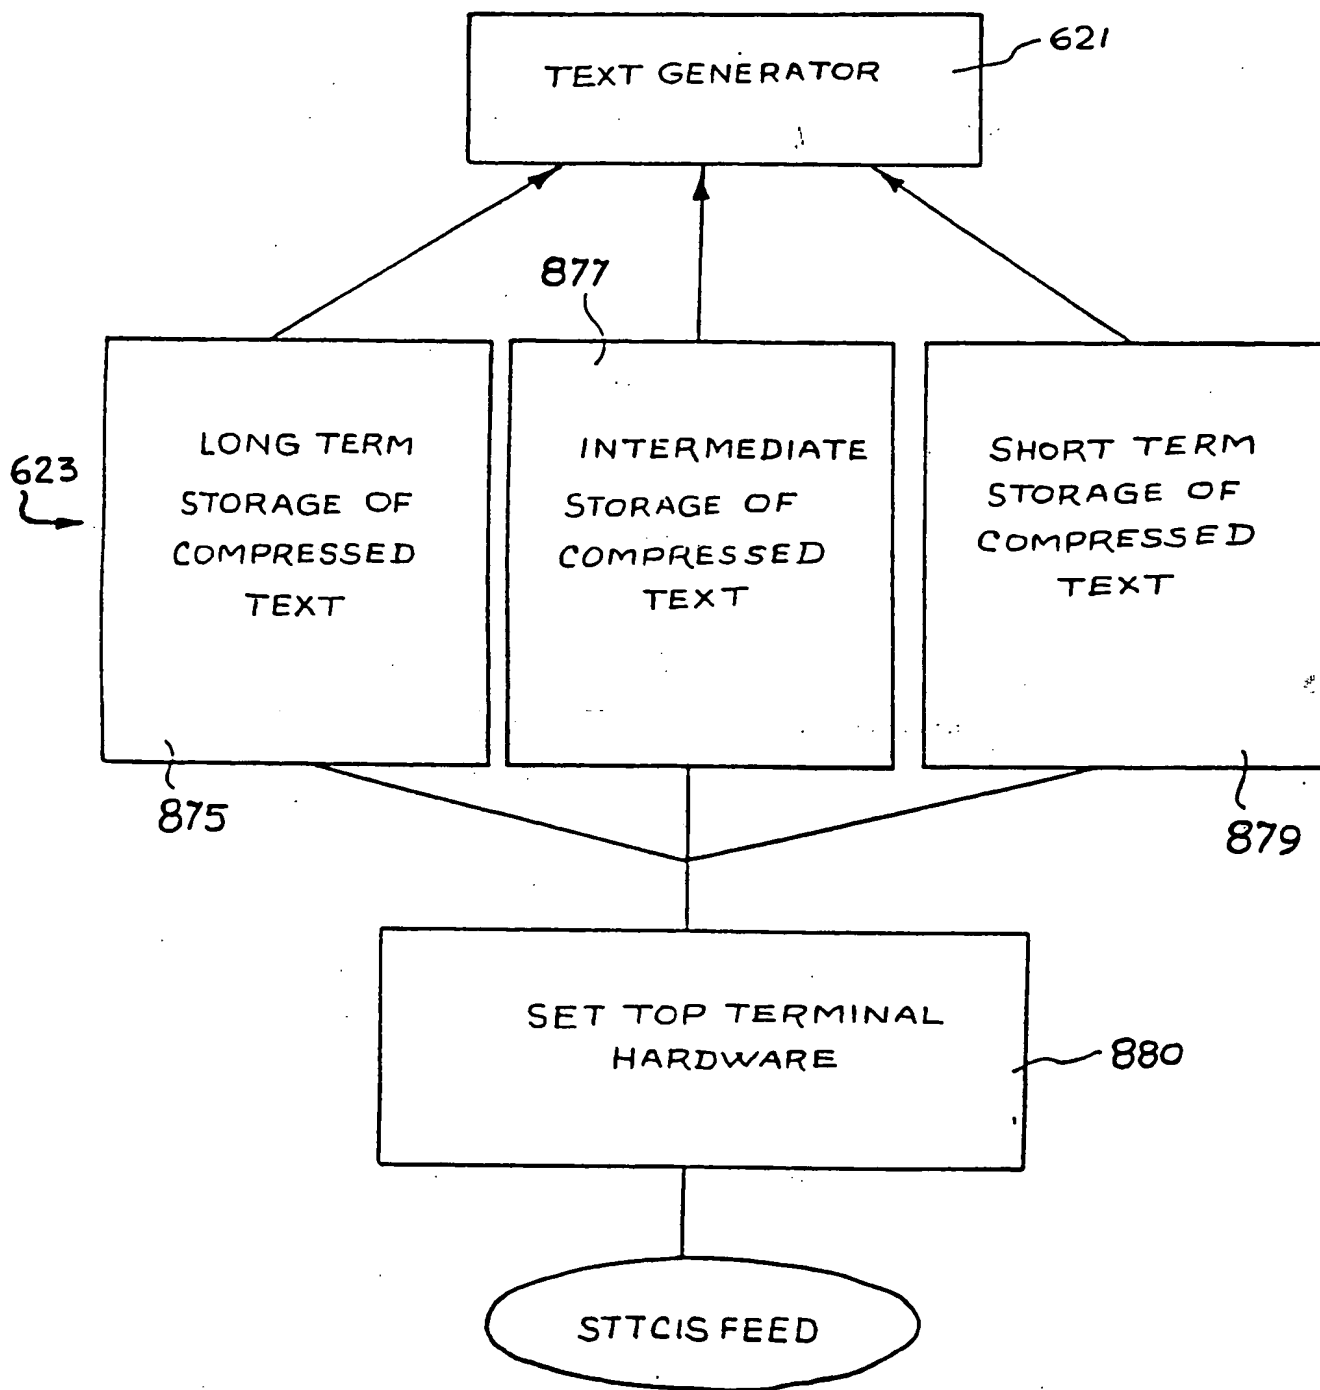 TEXT GENERATOR
621
877
623
LONG TERM
STORAGE OF
COMPRESSED
TEXT
INTERMEDIATE
STORAGE OF
COMPRESSED
TEXT
SHORT TERM
STORAGE OF
COMPRESSED
TEXT
875
879
SET TOP TERMINAL
HARDWARE
880
STTCIS FEED